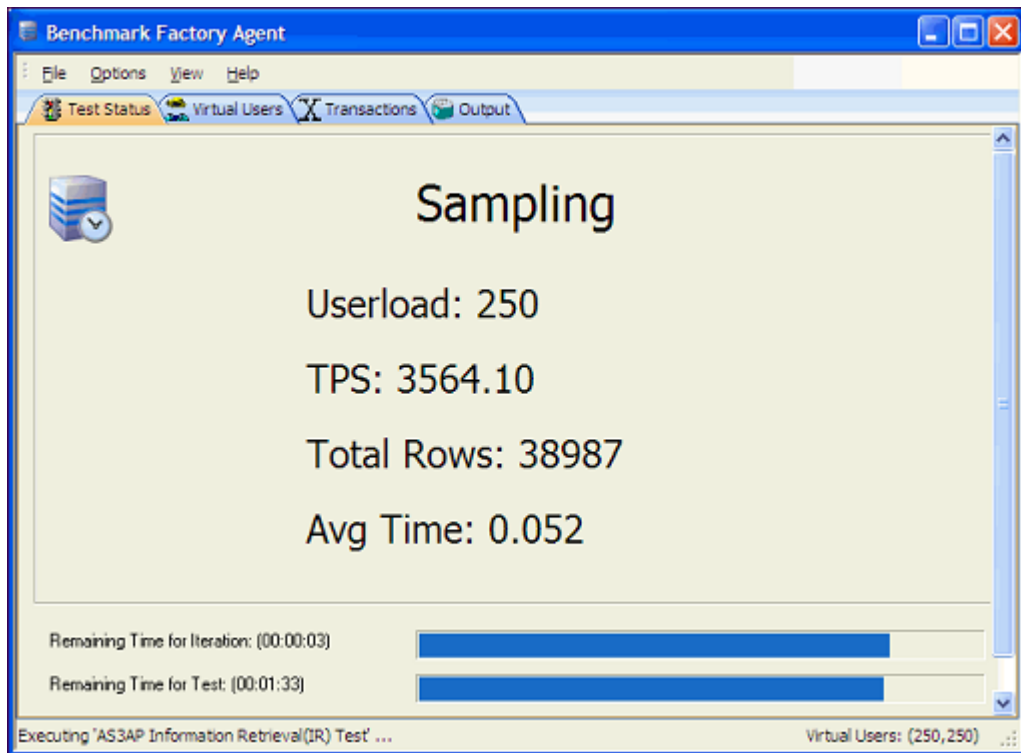 Benchmark Factory Agent
File Options View Help
Test Status Virtual Users Transactions Output
Sampling
Userload: 250
TPS: 3564.10
Total Rows: 38987
Avg Time: 0.052
Remaining Time for Iteration: (00:00:03)
Remaining Time for Test: (00:01:33)
Executing 'AS3AP Information Retrieval(IR) Test' ... Virtual Users: (250,250)